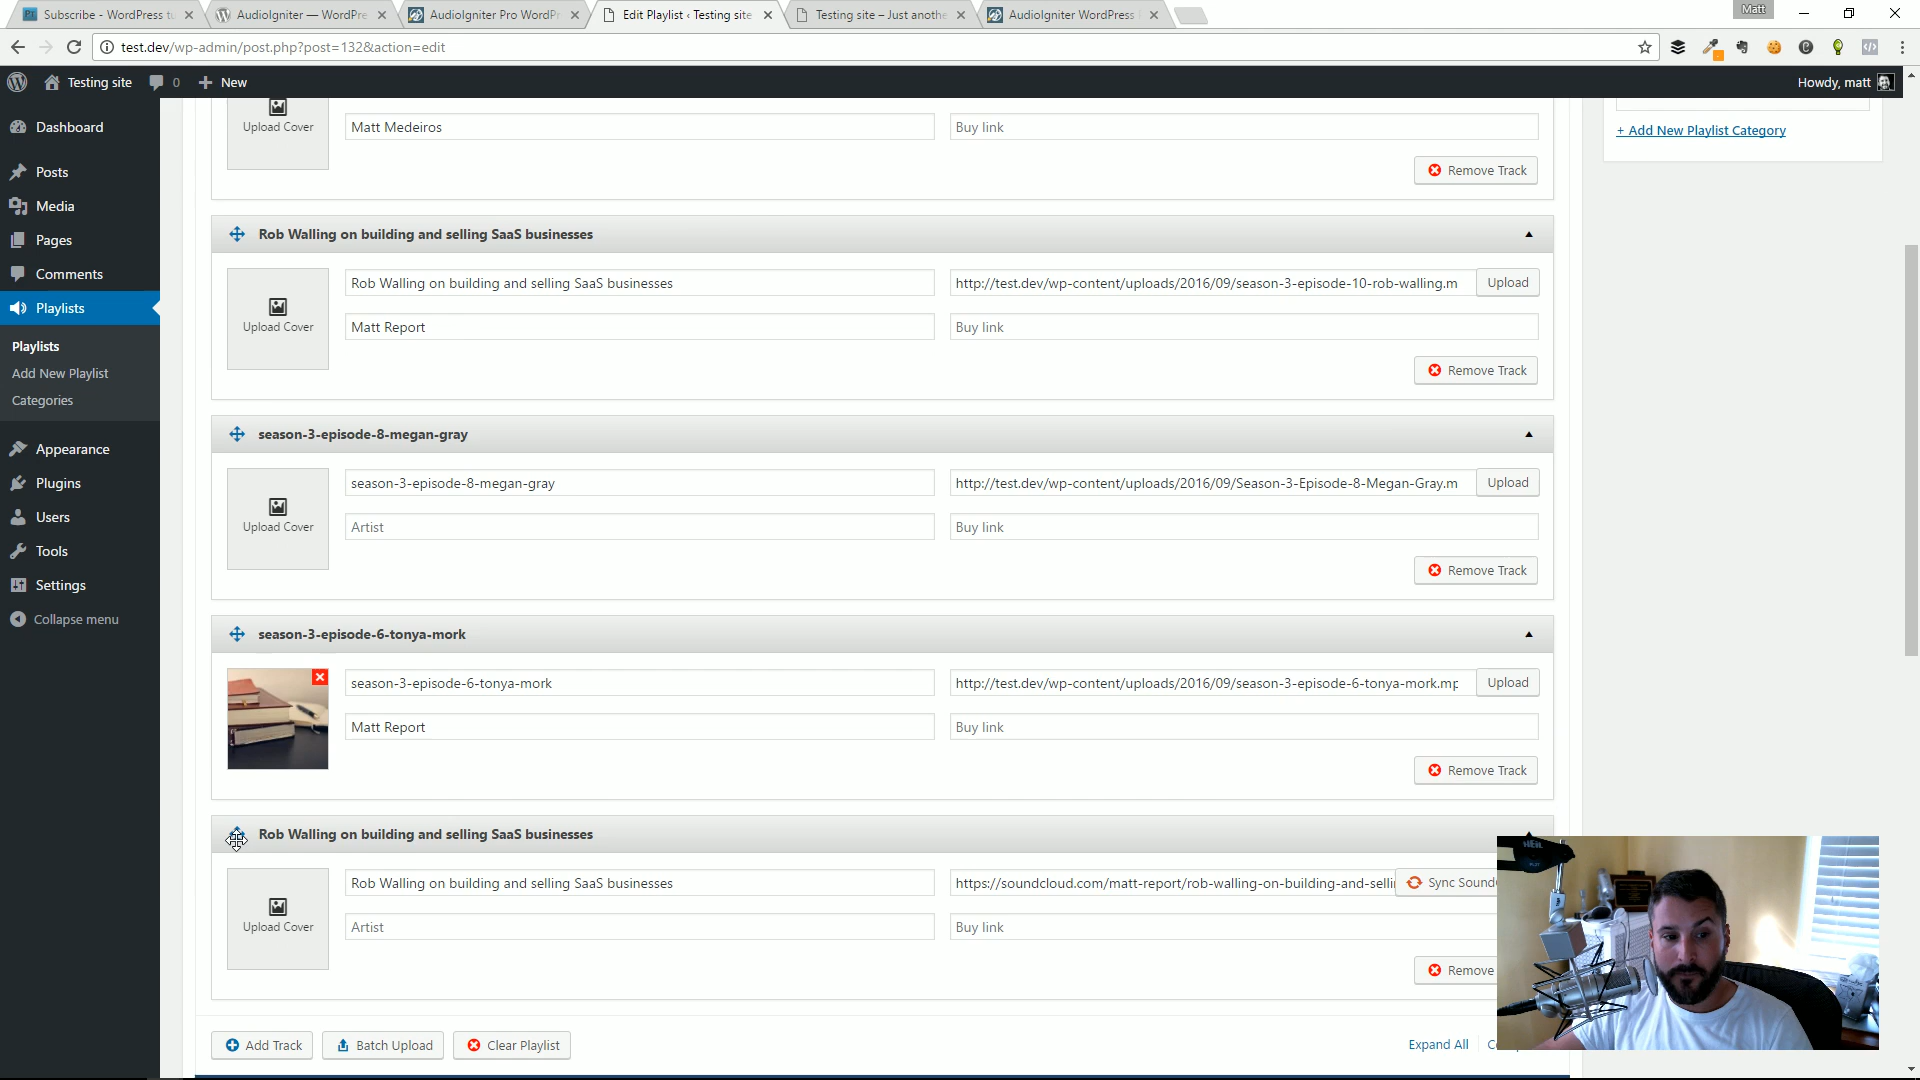 Subscribe - WordPress tu
AudioIgniter — WordPre
AudioIgniter Pro WordPr
Edit Playlist ‹ Testing site
Testing site – Just anothe
AudioIgniter WordPress
Matt
test.dev/wp-admin/post.php?post=132&action=edit
Testing site
0
New
Howdy, matt
Dashboard
Posts
Media
Pages
Comments
Playlists
Playlists
Add New Playlist
Categories
Appearance
Plugins
Users
Tools
Settings
Collapse menu
Upload Cover
Matt Medeiros
Buy link
+ Add New Playlist Category
Remove Track
Rob Walling on building and selling SaaS businesses
Upload Cover
Rob Walling on building and selling SaaS businesses
http://test.dev/wp-content/uploads/2016/09/season-3-episode-10-rob-walling.m
Upload
Matt Report
Buy link
Remove Track
season-3-episode-8-megan-gray
Upload Cover
season-3-episode-8-megan-gray
http://test.dev/wp-content/uploads/2016/09/Season-3-Episode-8-Megan-Gray.m
Upload
Artist
Buy link
Remove Track
season-3-episode-6-tonya-mork
season-3-episode-6-tonya-mork
http://test.dev/wp-content/uploads/2016/09/season-3-episode-6-tonya-mork.mp
Upload
Matt Report
Buy link
Remove Track
Rob Walling on building and selling SaaS businesses
Upload Cover
Rob Walling on building and selling SaaS businesses
https://soundcloud.com/matt-report/rob-walling-on-building-and-selli
Sync Sound
Artist
Buy link
Remove
Add Track
Batch Upload
Clear Playlist
Expand All